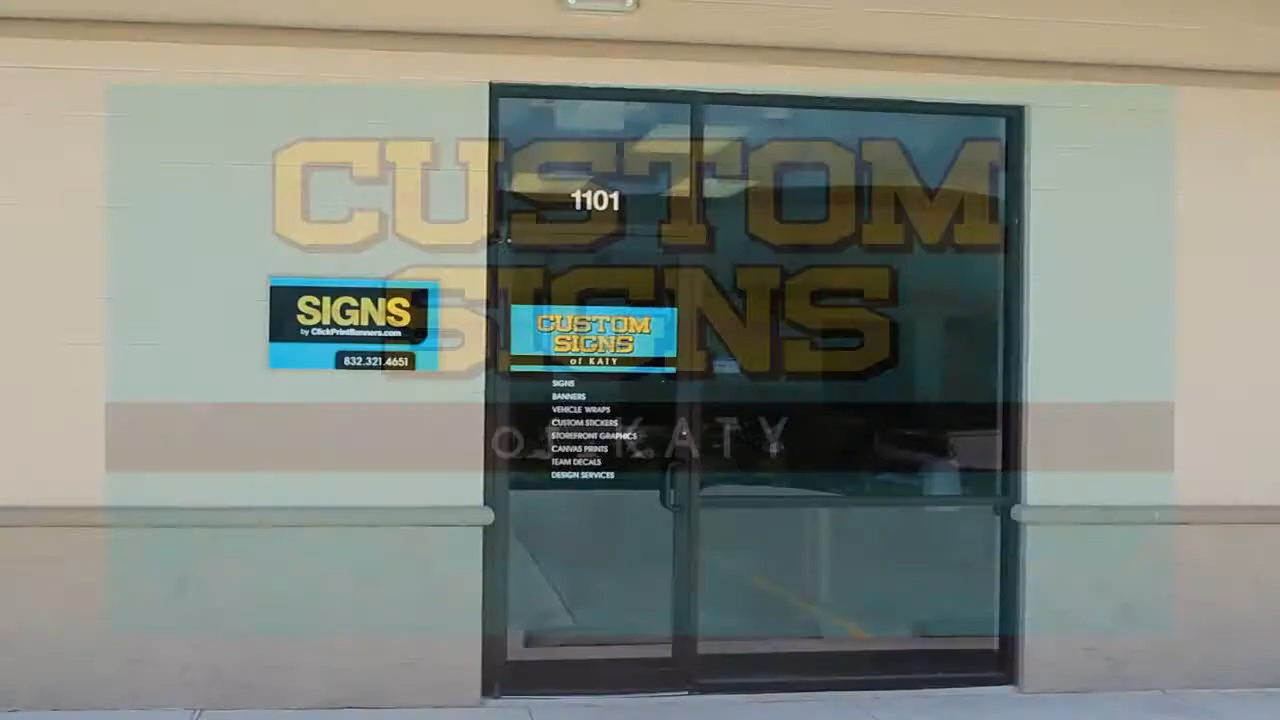 CUSTOM
SIGNS
of KATY
1101
SIGNS
by ClickPrintBanners.com
832.321.4651
CUSTOM
SIGNS
of KATY
SIGNS
BANNERS
VEHICLE WRAPS
CUSTOM STICKERS
STOREFRONT GRAPHICS
CANVAS PRINTS
TEAM DECALS
DESIGN SERVICES